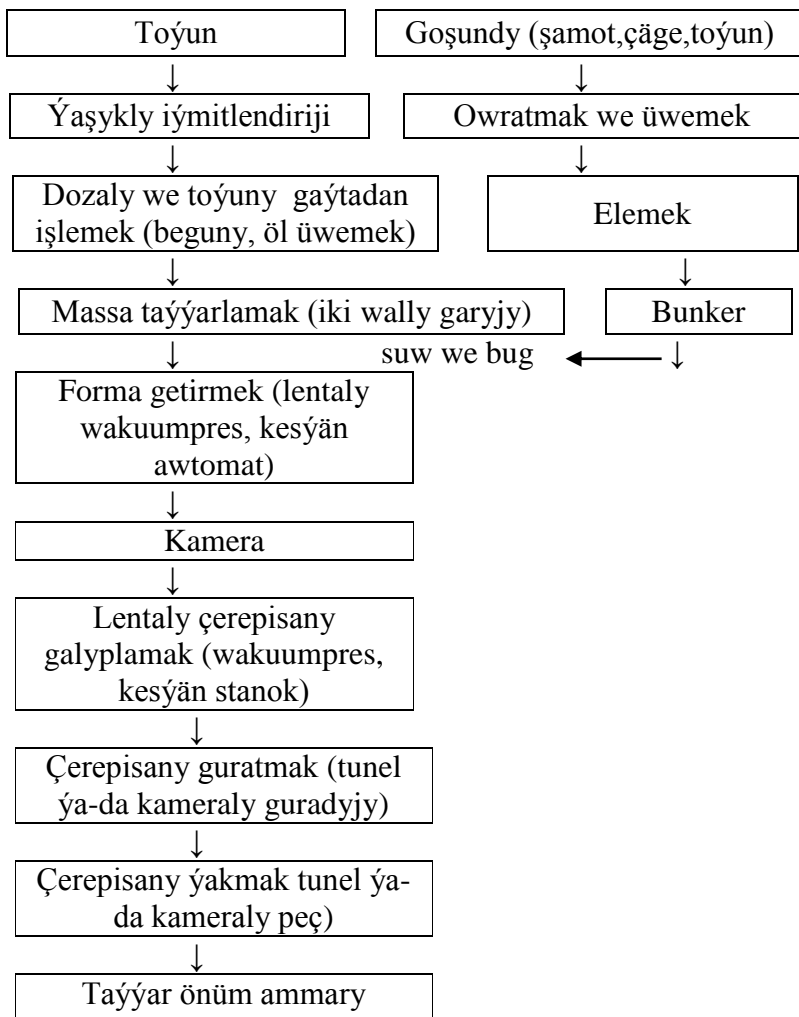 Toýun
Goşundy (şamot,çäge,toýun)
Ýaşykly iýmitlendiriji
Owratmak we üwemek
Dozaly we toýuny gaýtadan
işlemek (beguny, öl üwemek)
Elemek
Massa taýýarlamak (iki wally garyjy)
Bunker
suw we bug
Forma getirmek (lentaly
wakuumpres, kesýän
awtomat)
Kamera
Lentaly çerepisany
galyplamak (wakuumpres,
kesýän stanok)
Çerepisany guratmak (tunel
ýa-da kameraly guradyjy)
Çerepisany ýakmak tunel ýa-
da kameraly peç)
Taýýar önüm ammary